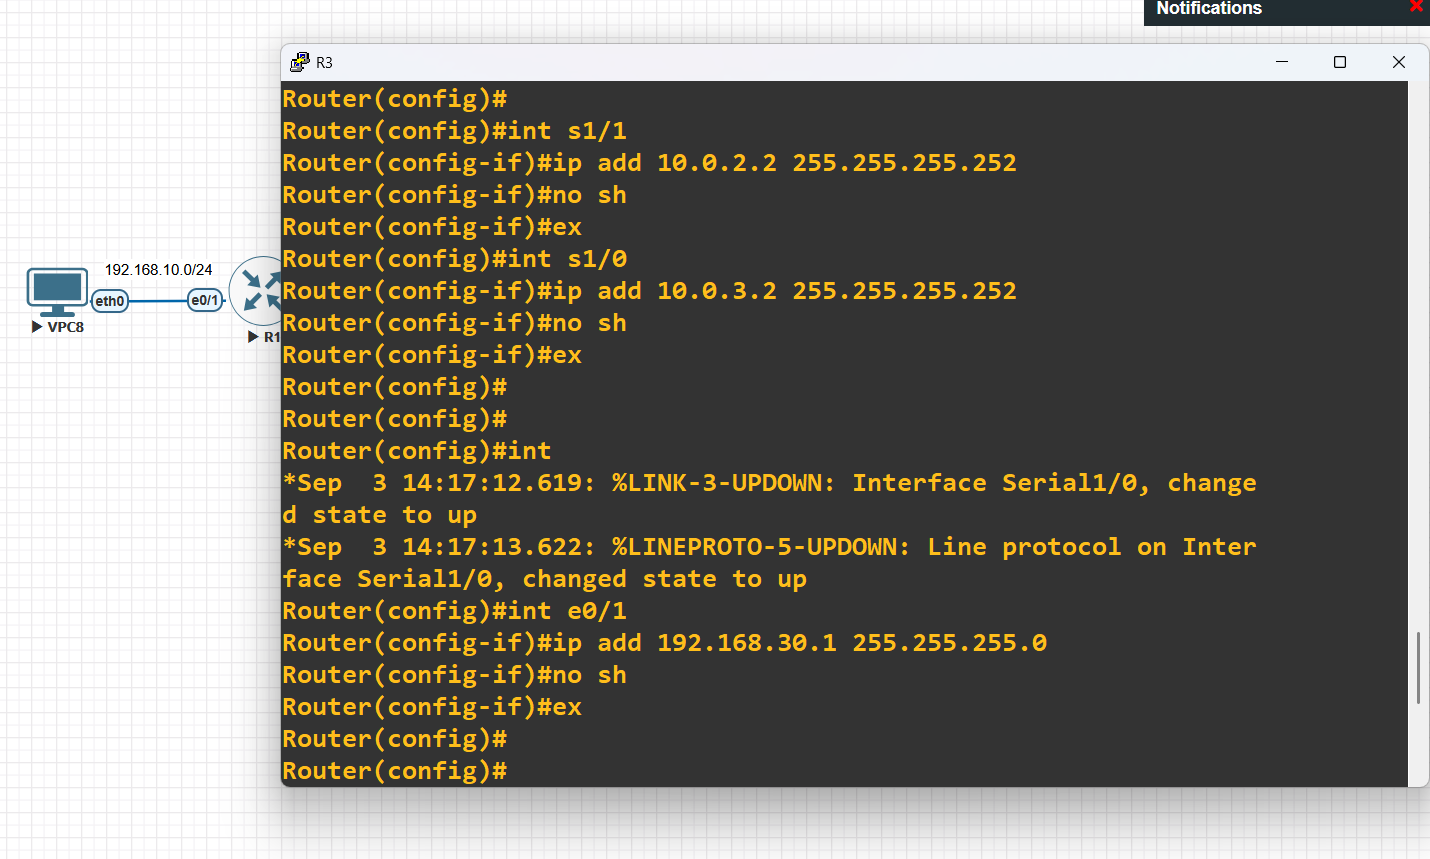 Notifications
R3
Router(config)#
Router(config)#int s1/1
Router(config-if)#ip add 10.0.2.2 255.255.255.252
Router(config-if)#no sh
Router(config-if)#ex
Router(config)#int s1/0
Router(config-if)#ip add 10.0.3.2 255.255.255.252
Router(config-if)#no sh
Router(config-if)#ex
Router(config)#
Router(config)#
Router(config)#int
*Sep  3 14:17:12.619: %LINK-3-UPDOWN: Interface Serial1/0, change
d state to up
*Sep  3 14:17:13.622: %LINEPROTO-5-UPDOWN: Line protocol on Inter
face Serial1/0, changed state to up
Router(config)#int e0/1
Router(config-if)#ip add 192.168.30.1 255.255.255.0
Router(config-if)#no sh
Router(config-if)#ex
Router(config)#
Router(config)#
192.168.10.0/24
eth0
e0/1
VPC8
R1